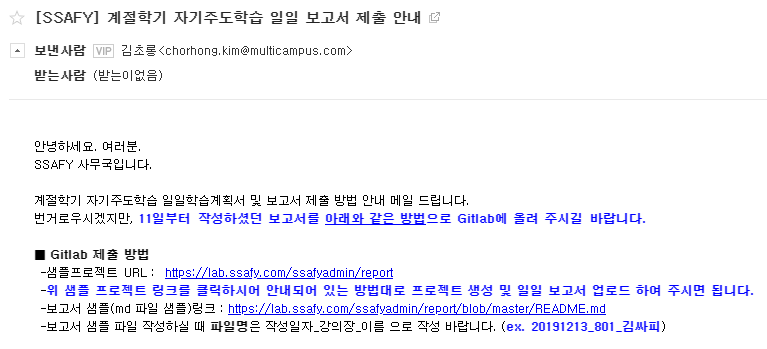 [SSAFY] 계절학기 자기주도학습 일일 보고서 제출 안내
보낸사람 VIP 김초롱<chorhong.kim@multicampus.com>
받는사람 (받는이없음)
안녕하세요. 여러분.
SSAFY 사무국입니다.
계절학기 자기주도학습 일일학습계획서 및 보고서 제출 방법 안내 메일 드립니다.
번거로우시겠지만, 11일부터 작성하셨던 보고서를 아래와 같은 방법으로 Gitlab에 올려 주시길 바랍니다.
■ Gitlab 제출 방법
-샘플프로젝트 URL : https://lab.ssafy.com/ssafyadmin/report
-위 샘플 프로젝트 링크를 클릭하시어 안내되어 있는 방법대로 프로젝트 생성 및 일일 보고서 업로드 하여 주시면 됩니다.
-보고서 샘플(md 파일 샘플)링크 : https://lab.ssafy.com/ssafyadmin/report/blob/master/README.md
-보고서 샘플 파일 작성하실 때 파일명은 작성일자_강의장_이름 으로 작성 바랍니다. (ex. 20191213_801_김싸피)